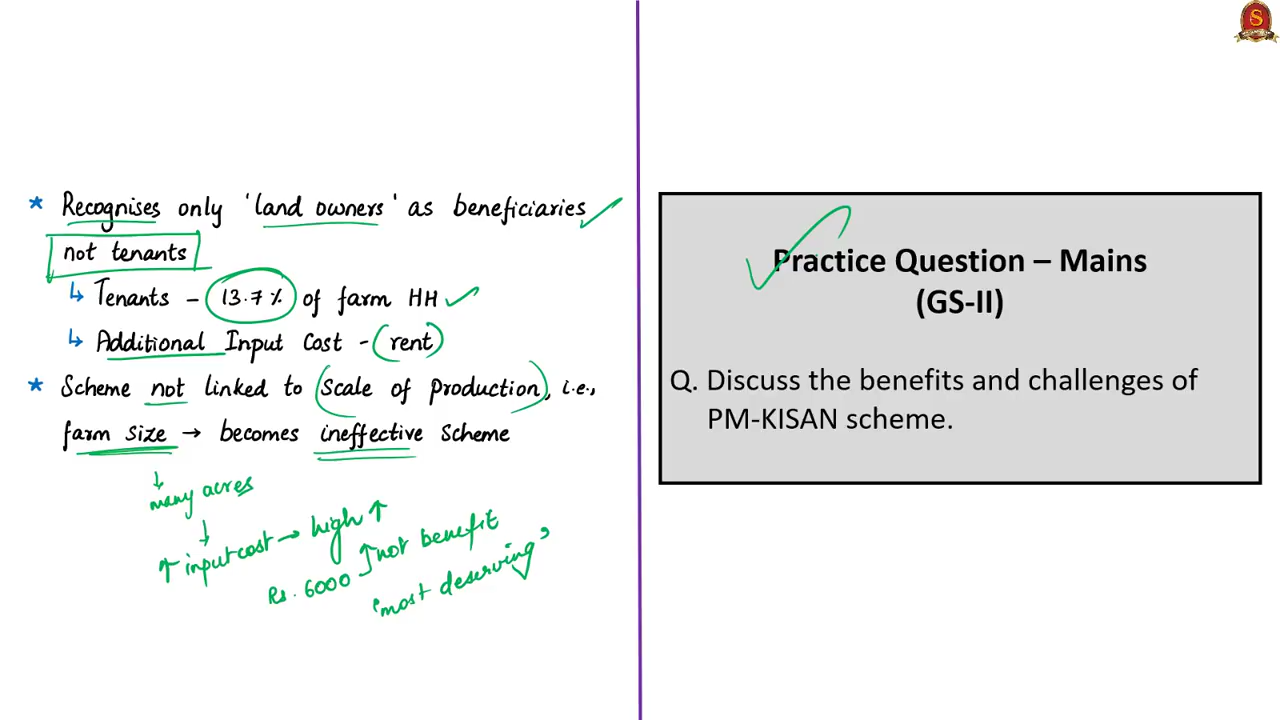 * Recognises only 'land owners' as beneficiaries
not tenants
↳ Tenants - 13.7% of farm HH
↳ Additional Input Cost - (rent)
* Scheme not linked to (Scale of production), i.e.,
farm size → becomes ineffective scheme
↓
many acres
↓
↑ input cost → high ↑
Rs. 6000 not benefit
'most deserving'
Practice Question – Mains
(GS-II)
Q. Discuss the benefits and challenges of
PM-KISAN scheme.
S